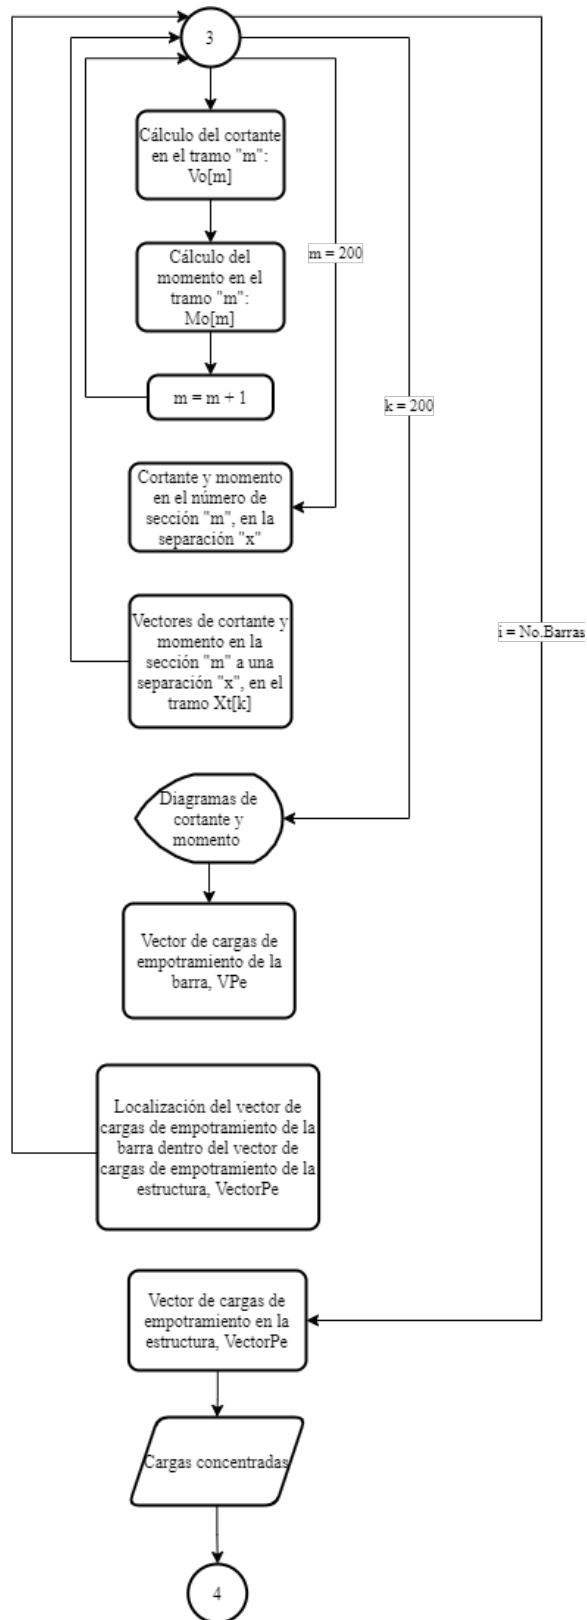 3
Cálculo del cortante
en el tramo "m":
Vo[m]
m = 200
Cálculo del
momento en el
tramo "m":
Mo[m]
m = m + 1
k = 200
Cortante y momento
en el número de
sección "m", en la
separación "x"
Vectores de cortante y
momento en la
sección "m" a una
separación "x", en el
tramo Xt[k]
i = No.Barras
Diagramas de
cortante y
momento
Vector de cargas de
empotramiento de la
barra, VPe
Localización del vector de
cargas de empotramiento de la
barra dentro del vector de
cargas de empotramiento de la
estructura, VectorPe
Vector de cargas de
empotramiento en la
estructura, VectorPe
Cargas concentradas
4